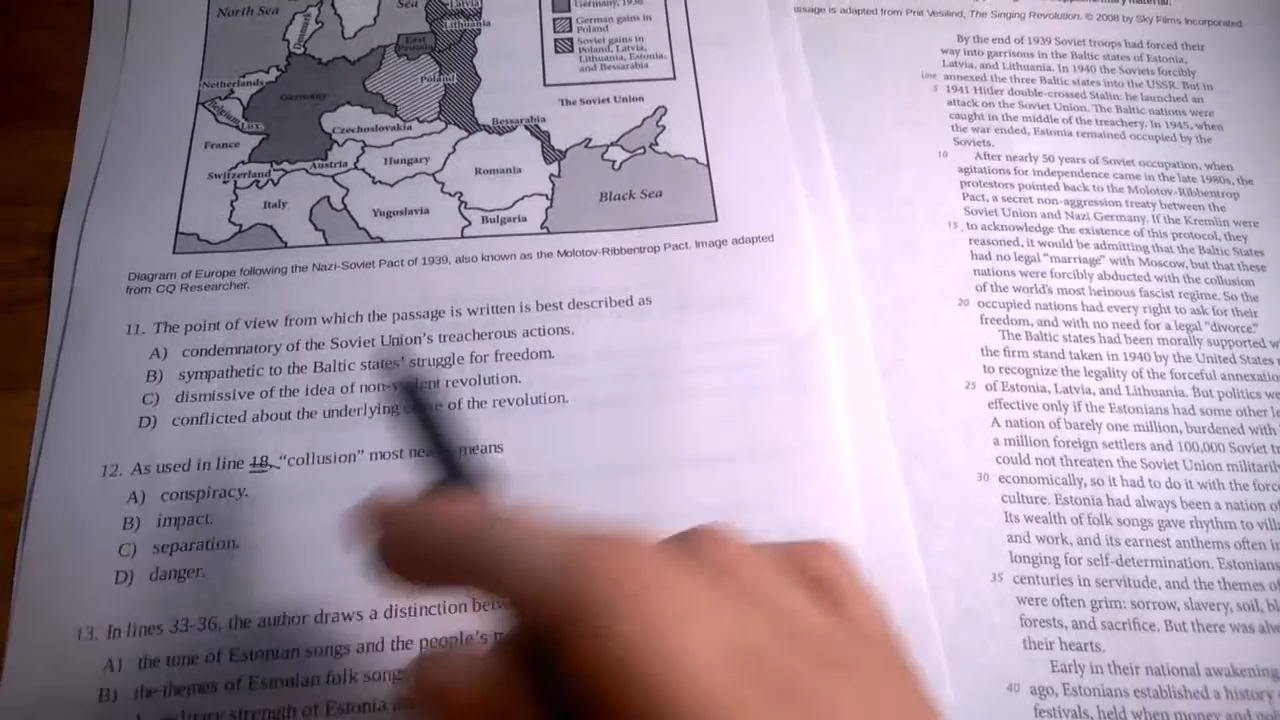 North Sea
Sea
Latvia
Lithuania
Denmark
East
Prussia
Netherlands
Poland
Germany
Belgium
Lux.
The Soviet Union
Bessarabia
Czechoslovakia
France
Austria
Hungary
Switzerland
Romania
Italy
Yugoslavia
Black Sea
Bulgaria
Germany, 1938
German gains in
Poland
Soviet gains in
Poland, Latvia,
Lithuania, Estonia,
and Bessarabia
Diagram of Europe following the Nazi-Soviet Pact of 1939, also known as the Molotov-Ribbentrop Pact. Image adapted
from CQ Researcher.
11. The point of view from which the passage is written is best described as
A) condemnatory of the Soviet Union's treacherous actions.
B) sympathetic to the Baltic states' struggle for freedom.
C) dismissive of the idea of revolution.
D) conflicted about the underlying of the revolution.
12. As used in line 18, "collusion" most means
A) conspiracy.
B) impact.
C) separation.
D) danger.
13. In lines 33-36, the author draws a distinction
A) the tone of Estonian songs and the people's
B) the themes of Estonian folk
strength of Estonia
is adapted from Priit Vesilind, The Singing Revolution. © 2008 by Sky Films Incorporated.
By the end of 1939 Soviet troops had forced their
way into garrisons in the Baltic states of Estonia,
Latvia, and Lithuania. In 1940 the Soviets forcibly
Line annexed the three Baltic states into the USSR. But in
5 1941 Hitler double-crossed Stalin: he launched an
attack on the Soviet Union. The Baltic nations were
caught in the middle of the treachery. In 1945, when
the war ended, Estonia remained occupied by the
Soviets.
10 After nearly 50 years of Soviet occupation, when
agitations for independence came in the late 1980s, the
protestors pointed back to the Molotov-Ribbentrop
Pact, a secret non-aggression treaty between the
Soviet Union and Nazi Germany. If the Kremlin were
15 to acknowledge the existence of this protocol, they
reasoned, it would be admitting that the Baltic States
had no legal "marriage" with Moscow, but that these
nations were forcibly abducted with the collusion
of the world's most heinous fascist regime. So the
20 occupied nations had every right to ask for their
freedom, and with no need for a legal "divorce."
The Baltic states had been morally supported
the firm stand taken in 1940 by the United States
to recognize the legality of the forceful
25 of Estonia, Latvia, and Lithuania. But politics
effective only if the Estonians had some other
A nation of barely one million, burdened with
a million foreign settlers and 100,000 Soviet
could not threaten the Soviet Union
30 economically, so it had to do it with the
culture. Estonia had always been a nation
Its wealth of folk songs gave rhythm to
and work, and its earnest anthems often
longing for self-determination. Estonians
35 centuries in servitude, and the themes
were often grim: sorrow, slavery, soil,
forests, and sacrifice. But there was
their hearts.
Early in their national awakening
40 ago, Estonians established a history
festivals, held when money and